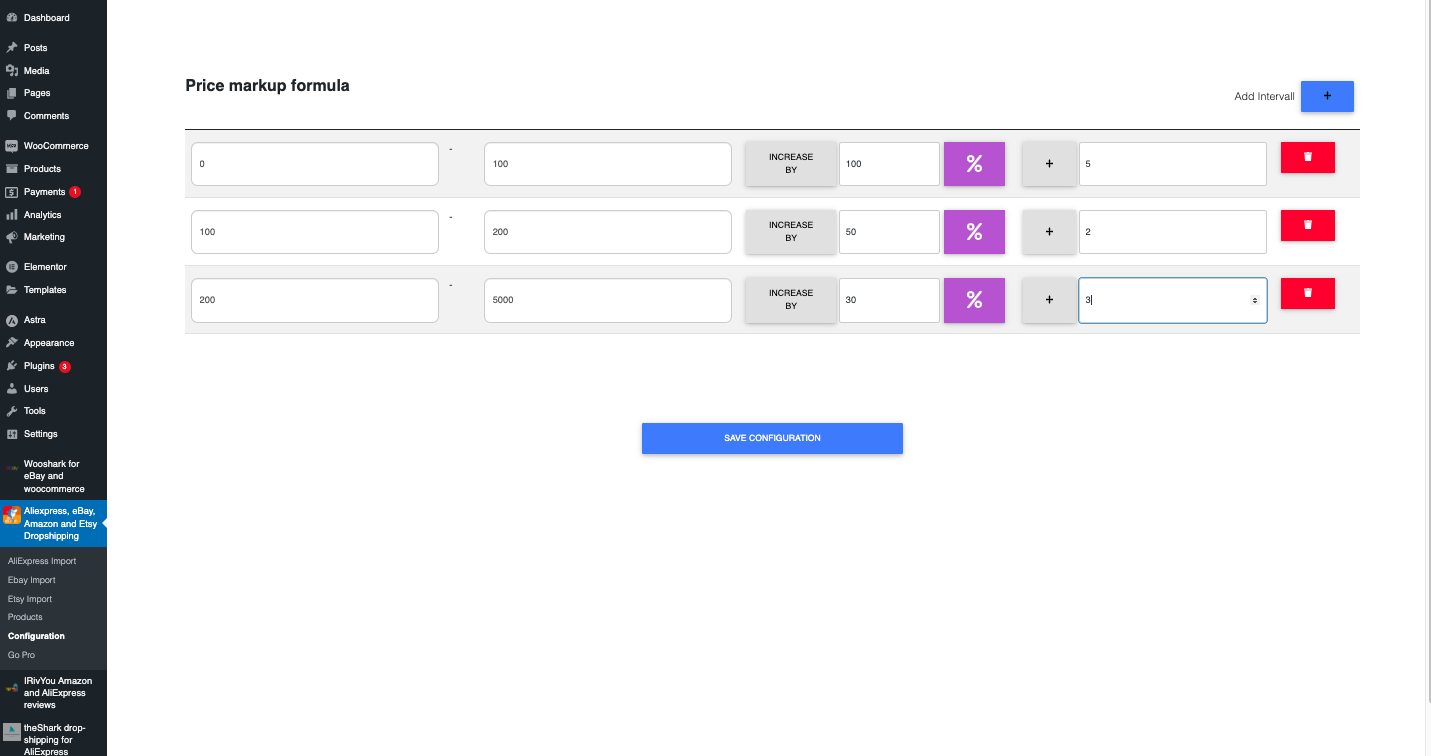 Dashboard
Posts
Media
Pages
Comments
WooCommerce
Products
Payments 1
Analytics
Marketing
Elementor
Templates
Astra
Appearance
Plugins 3
Users
Tools
Settings
Wooshark for
eBay and
woocommerce
Aliexpress, eBay,
Amazon and Etsy
Dropshipping
AliExpress Import
Ebay Import
Etsy Import
Products
Configuration
Go Pro
IRivYou Amazon
and AliExpress
reviews
theShark drop-
shipping for
AliExpress
Price markup formula
Add Intervall +
0 - 100 INCREASE BY 100 % + 5
100 - 200 INCREASE BY 50 % + 2
200 - 5000 INCREASE BY 30 % + 3
SAVE CONFIGURATION